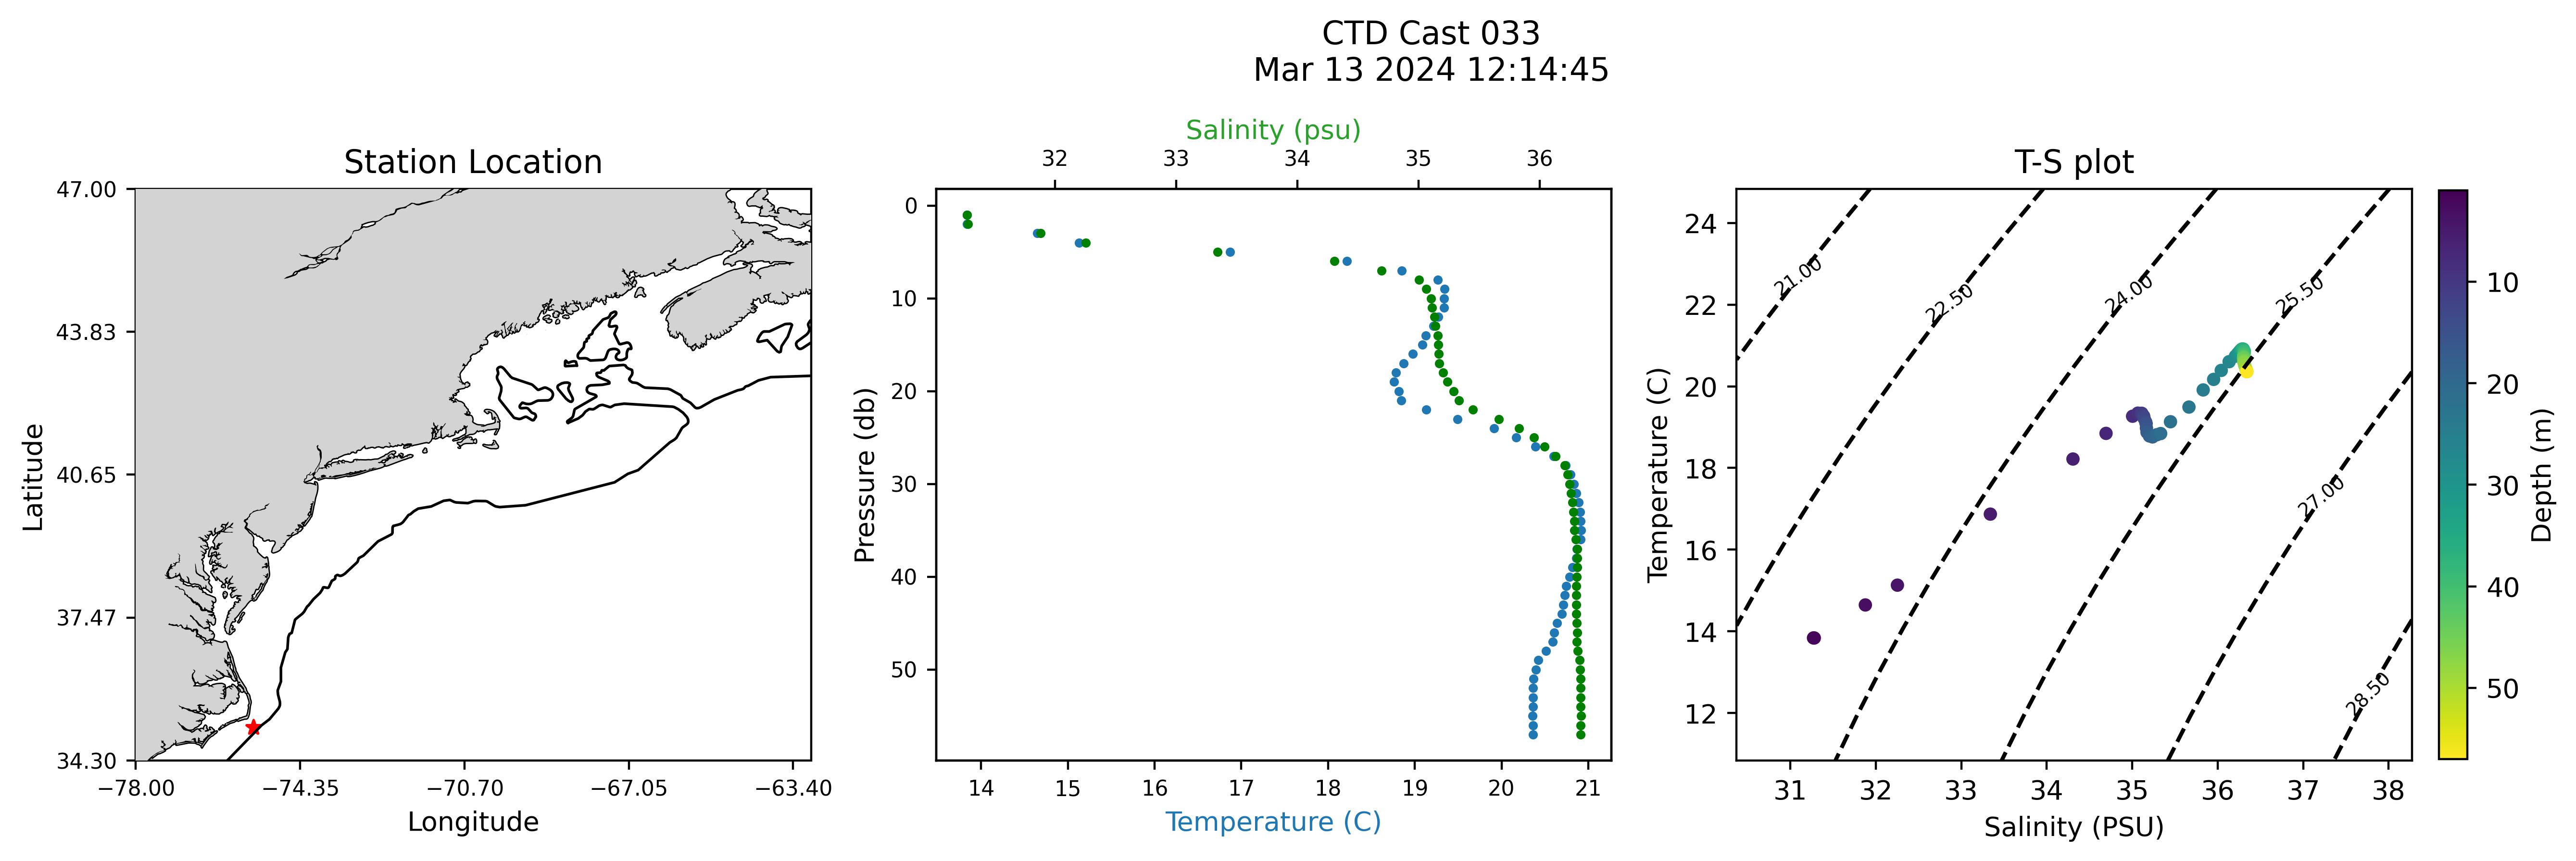 CTD Cast 033
Mar 13 2024 12:14:45
Station Location
47.00
43.83
40.65
37.47
34.30
Latitude
−78.00 −74.35 −70.70 −67.05 −63.40
Longitude
Salinity (psu)
32 33 34 35 36
0
10
20
30
40
50
Pressure (db)
14 15 16 17 18 19 20 21
Temperature (C)
T-S plot
24
22
20
18
16
14
12
Temperature (C)
21.00
22.50
24.00
25.50
27.00
28.50
31 32 33 34 35 36 37 38
Salinity (PSU)
10
20
30
40
50
Depth (m)